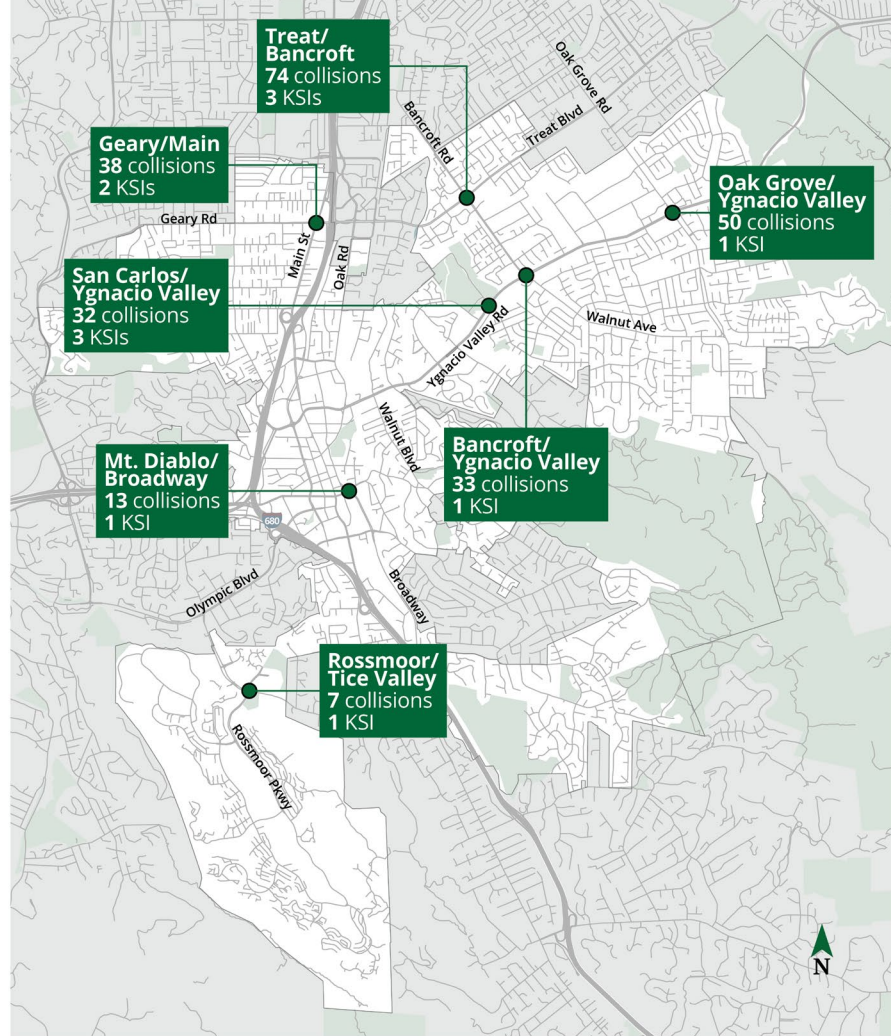 Treat/
Bancroft
74 collisions
3 KSIs
Oak Grove Rd
Bancroft Rd
Treat Blvd
Geary/Main
38 collisions
2 KSIs
Geary Rd
Main St
Oak Rd
Oak Grove/
Ygnacio Valley
50 collisions
1 KSI
San Carlos/
Ygnacio Valley
32 collisions
3 KSIs
Ygnacio Valley Rd
Walnut Ave
Walnut Blvd
Bancroft/
Ygnacio Valley
33 collisions
1 KSI
Mt. Diablo/
Broadway
13 collisions
1 KSI
680
Olympic Blvd
Broadway
Rossmoor/
Tice Valley
7 collisions
1 KSI
Rossmoor Pkwy
N